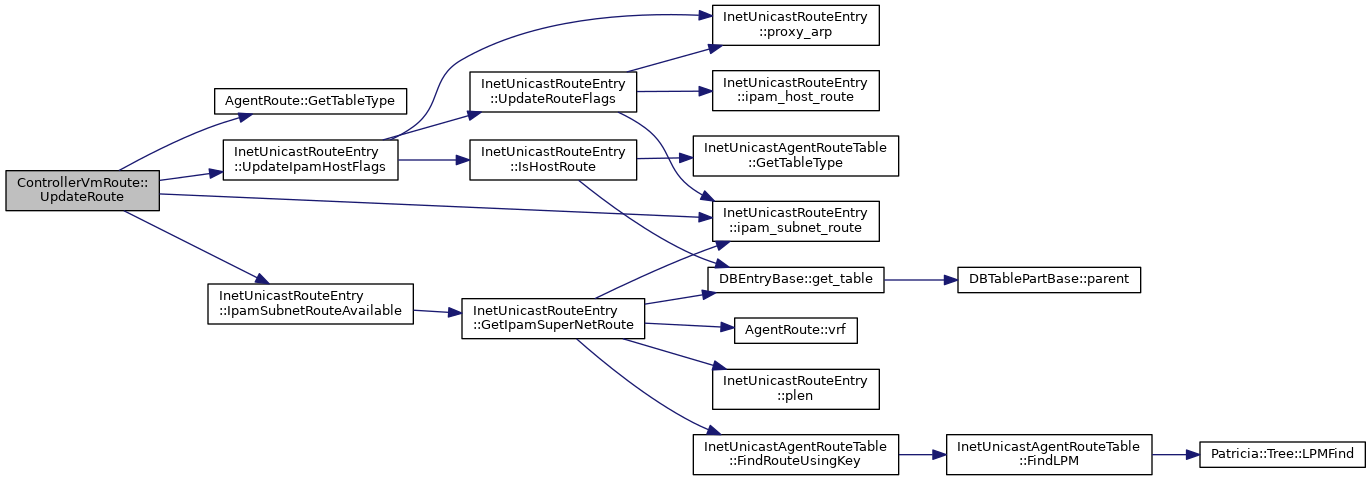 ControllerVmRoute::
UpdateRoute
AgentRoute::GetTableType
InetUnicastRouteEntry
::UpdateIpamHostFlags
InetUnicastRouteEntry
::IpamSubnetRouteAvailable
InetUnicastRouteEntry
::UpdateRouteFlags
InetUnicastRouteEntry
::IsHostRoute
InetUnicastRouteEntry
::GetIpamSuperNetRoute
InetUnicastRouteEntry
::proxy_arp
InetUnicastRouteEntry
::ipam_host_route
InetUnicastAgentRouteTable
::GetTableType
InetUnicastRouteEntry
::ipam_subnet_route
DBEntryBase::get_table
AgentRoute::vrf
InetUnicastRouteEntry
::plen
InetUnicastAgentRouteTable
::FindRouteUsingKey
DBTablePartBase::parent
InetUnicastAgentRouteTable
::FindLPM
Patricia::Tree::LPMFind